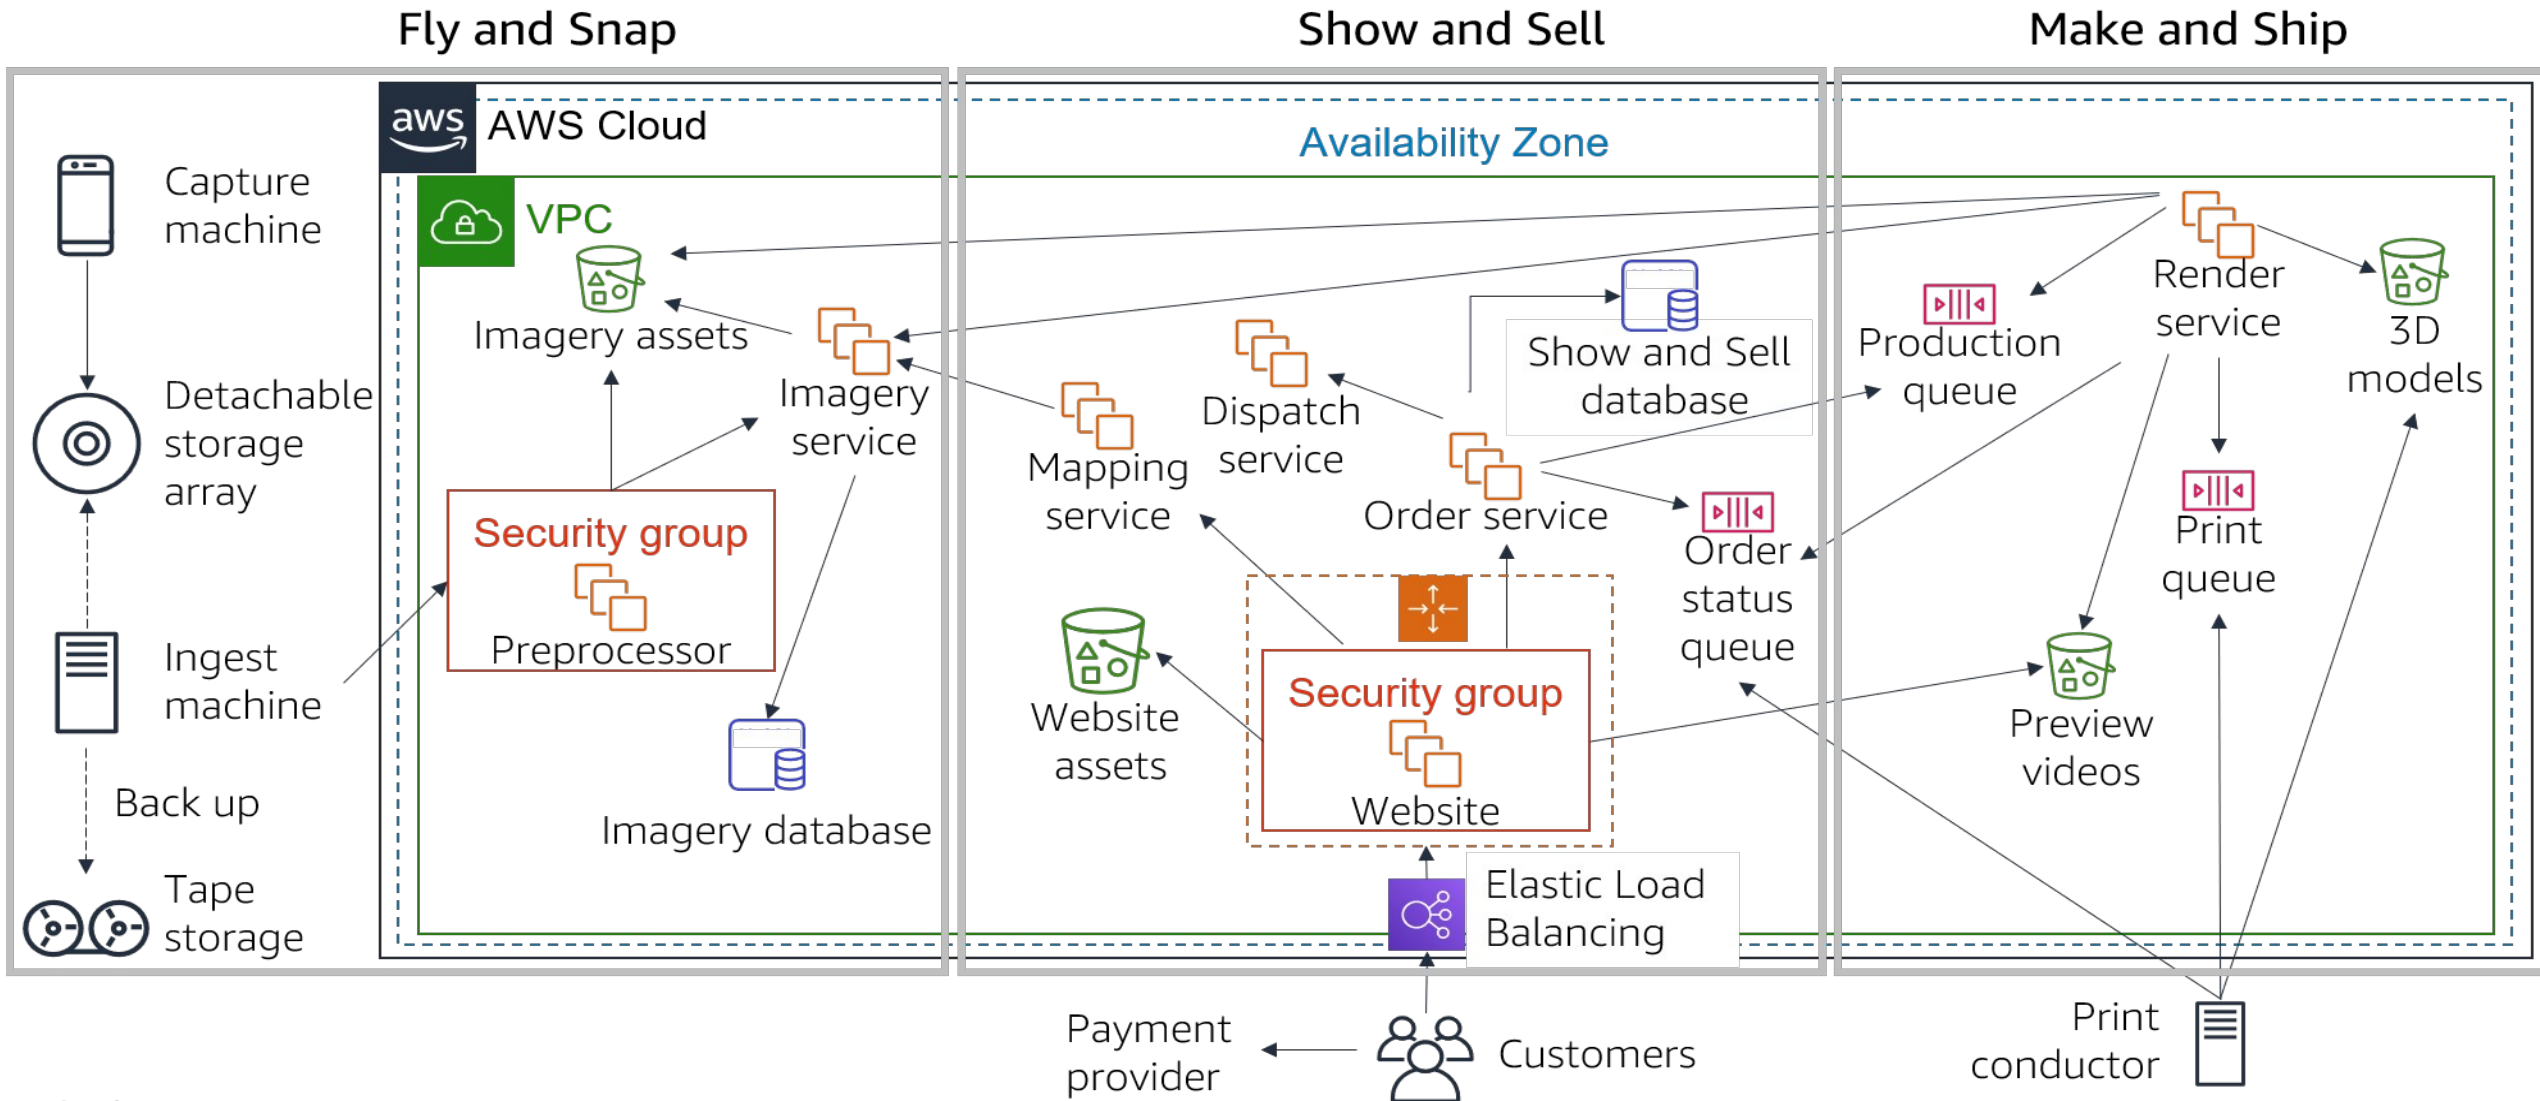 Fly and Snap
Show and Sell
Make and Ship
aws
AWS Cloud
Availability Zone
VPC
Capture
machine
Detachable
storage
array
Ingest
machine
Back up
Tape
storage
Imagery assets
Imagery
service
Security group
Preprocessor
Imagery database
Mapping
service
Dispatch
service
Show and Sell
database
Order service
Order
status
queue
Website
assets
Security group
Website
Elastic Load
Balancing
Payment
provider
Customers
Production
queue
Render
service
3D
models
Print
queue
Preview
videos
Print
conductor